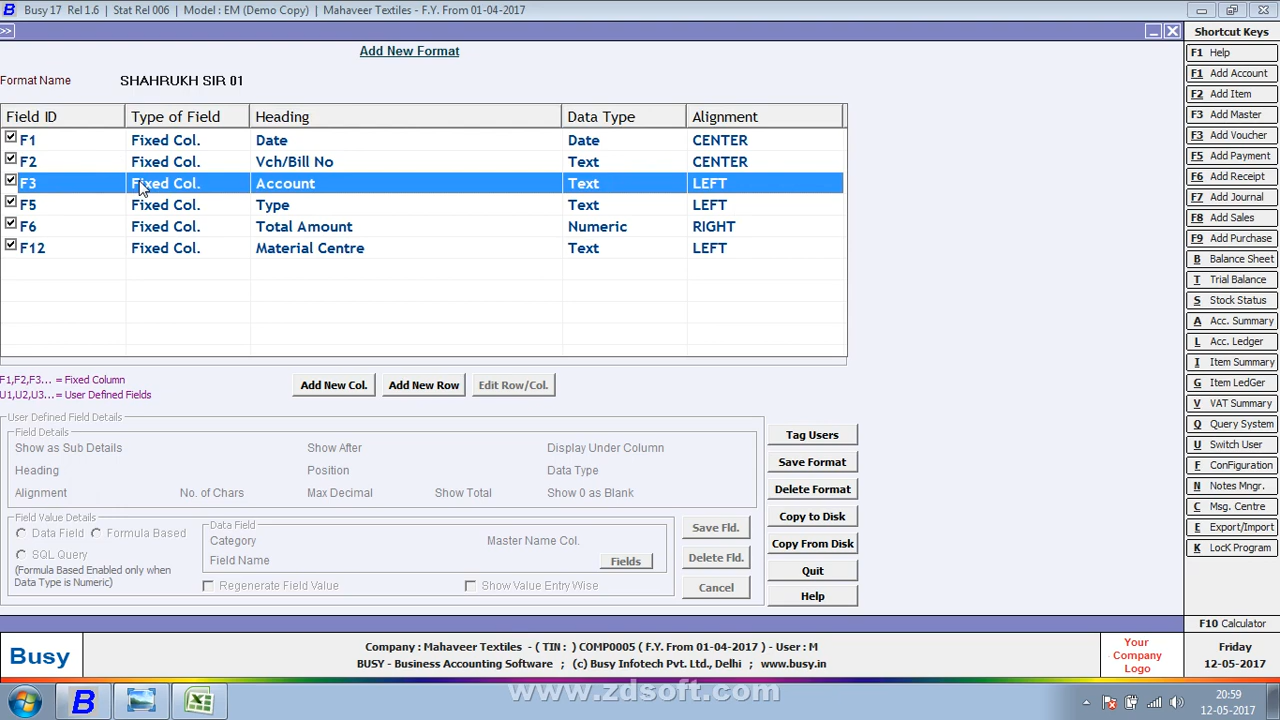 Busy 17 Rel 1.6 | Stat Rel 006 | Model : EM (Demo Copy) | Mahaveer Textiles - F.Y. From 01-04-2017
>>
Add New Format
Format Name SHAHRUKH SIR 01
Field ID Type of Field Heading Data Type Alignment
F1 Fixed Col. Date Date CENTER
F2 Fixed Col. Vch/Bill No Text CENTER
F3 Fixed Col. Account Text LEFT
F5 Fixed Col. Type Text LEFT
F6 Fixed Col. Total Amount Numeric RIGHT
F12 Fixed Col. Material Centre Text LEFT
F1,F2,F3... = Fixed Column
U1,U2,U3... = User Defined Fields
Add New Col. Add New Row Edit Row/Col.
User Defined Field Details
Field Details
Show as Sub Details Show After Display Under Column
Heading Position Data Type
Alignment No. of Chars Max Decimal Show Total Show 0 as Blank
Field Value Details
Data Field Formula Based
SQL Query
(Formula Based Enabled only when
Data Type is Numeric)
Data Field
Category Master Name Col.
Field Name Fields
Regenerate Field Value Show Value Entry Wise
Save Fld.
Delete Fld.
Cancel
Tag Users
Save Format
Delete Format
Copy to Disk
Copy From Disk
Quit
Help
Shortcut Keys
F1 Help
F1 Add Account
F2 Add Item
F3 Add Master
F3 Add Voucher
F5 Add Payment
F6 Add Receipt
F7 Add Journal
F8 Add Sales
F9 Add Purchase
B Balance Sheet
T Trial Balance
S Stock Status
A Acc. Summary
L Acc. Ledger
I Item Summary
G Item LedGer
V VAT Summary
Q Query System
U Switch User
F Configuration
N Notes Mngr.
C Msg. Centre
E Export/Import
K LocK Program
F10 Calculator
Busy
Company : Mahaveer Textiles - ( TIN : ) COMP0005 ( F.Y. From 01-04-2017 ) - User : M
BUSY - Business Accounting Software ; (c) Busy Infotech Pvt. Ltd., Delhi ; www.busy.in
Your
Company
Logo
Friday
12-05-2017
www.zdsoft.com
20:59
12-05-2017